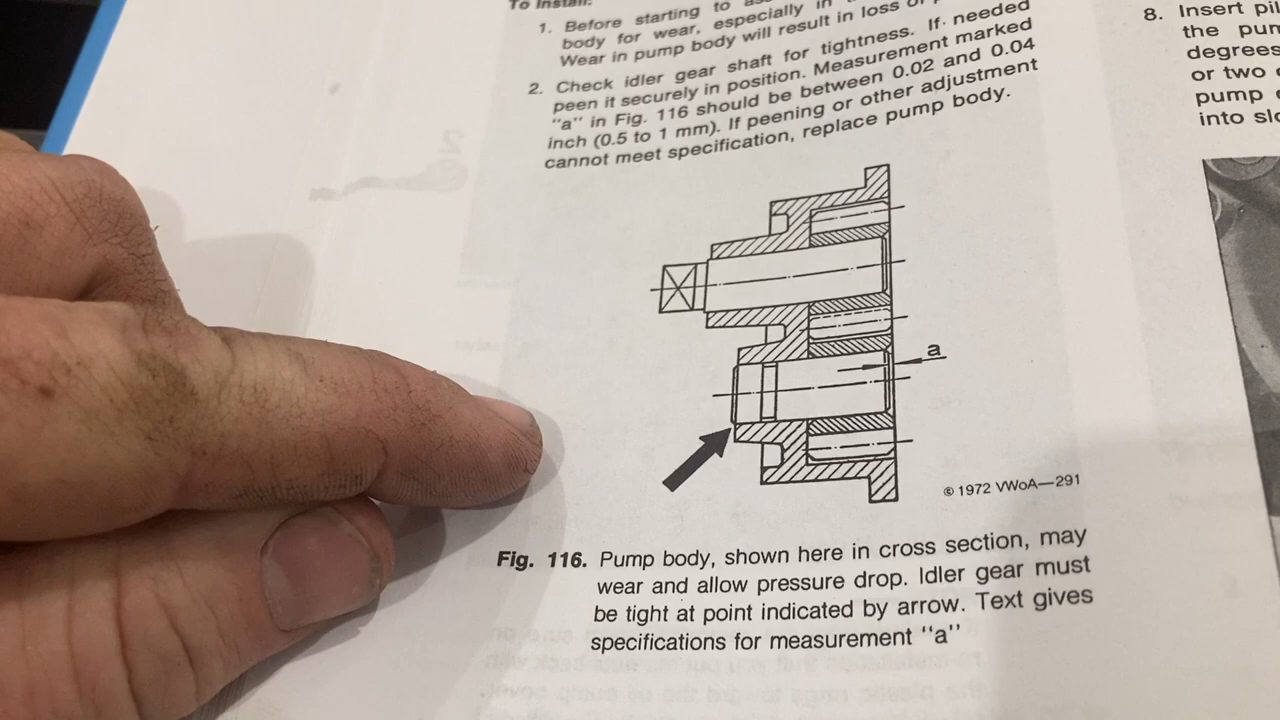 To Install:
1. Before starting to
body for wear, especially in
Wear in pump body will result in loss of
2. Check idler gear shaft for tightness. If needed
peen it securely in position. Measurement marked
"a" in Fig. 116 should be between 0.02 and 0.04
inch (0.5 to 1 mm). If peening or other adjustment
cannot meet specification, replace pump body.
a
© 1972 VWoA—291
Fig. 116. Pump body, shown here in cross section, may
wear and allow pressure drop. Idler gear must
be tight at point indicated by arrow. Text gives
specifications for measurement "a"
8. Insert
the
degrees
or two
pump
into